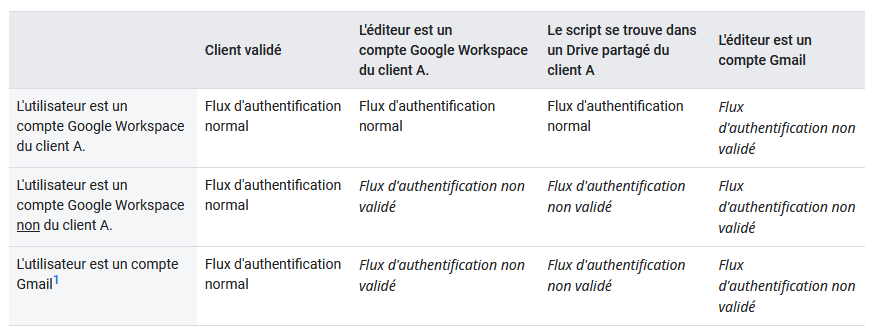 Client validé
L'éditeur est un
compte Google Workspace
du client A.
Le script se trouve dans
un Drive partagé du
client A
L'éditeur est un
compte Gmail
L'utilisateur est un
compte Google Workspace
du client A.
Flux d'authentification
normal
Flux d'authentification
normal
Flux d'authentification
normal
Flux
d'authentification non
validé
L'utilisateur est un
compte Google Workspace
non du client A.
Flux d'authentification
normal
Flux d'authentification non
validé
Flux d'authentification
non validé
Flux
d'authentification non
validé
L'utilisateur est un compte
Gmail1
Flux d'authentification
normal
Flux d'authentification non
validé
Flux d'authentification
non validé
Flux
d'authentification non
validé